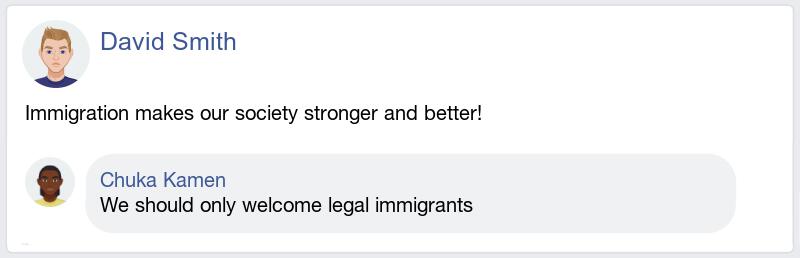 David Smith
Immigration makes our society stronger and better!
Chuka Kamen
We should only welcome legal immigrants